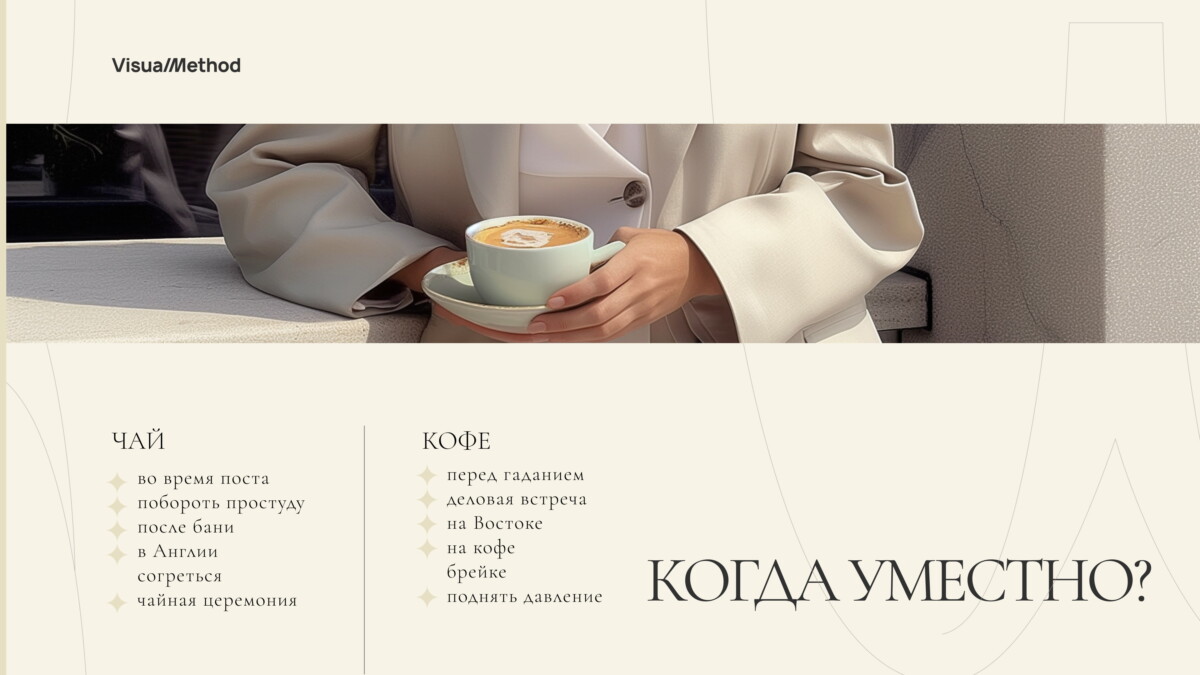 Visual Method
ЧАЙ
во время поста
побороть простуду
после бани
в Англии
согреться
чайная церемония
КОФЕ
перед гаданием
деловая встреча
на Востоке
на кофе
брейке
поднять давление
КОГДА УМЕСТНО?